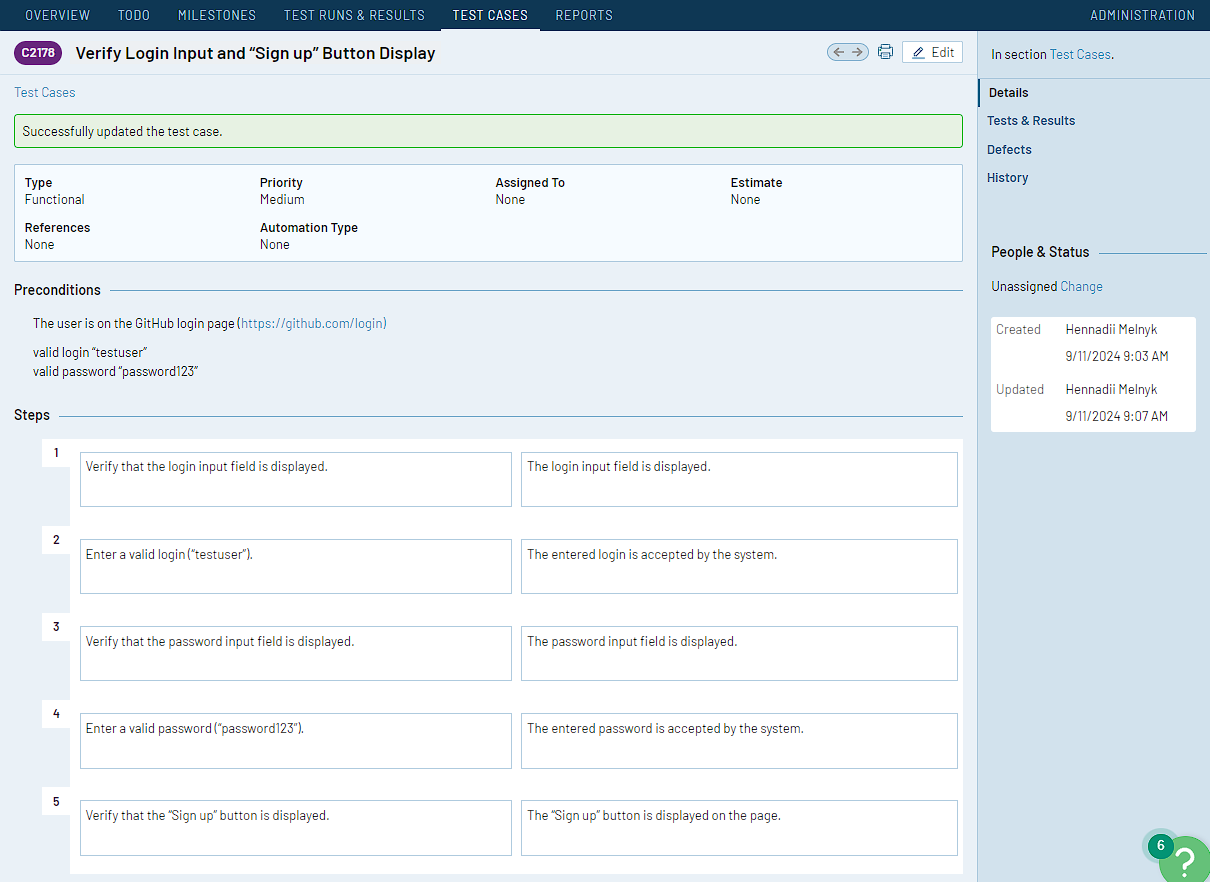 OVERVIEW TODO MILESTONES TEST RUNS & RESULTS TEST CASES REPORTS ADMINISTRATION
C2178 Verify Login Input and “Sign up” Button Display Edit
In section Test Cases.
Test Cases
Successfully updated the test case.
Type Priority Assigned To Estimate
Functional Medium None None
References Automation Type
None None
Preconditions
The user is on the GitHub login page (https://github.com/login)
valid login “testuser”
valid password “password123”
Steps
1 Verify that the login input field is displayed. The login input field is displayed.
2 Enter a valid login (“testuser”). The entered login is accepted by the system.
3 Verify that the password input field is displayed. The password input field is displayed.
4 Enter a valid password (“password123”). The entered password is accepted by the system.
5 Verify that the “Sign up” button is displayed. The “Sign up” button is displayed on the page.
Details
Tests & Results
Defects
History
People & Status
Unassigned Change
Created Hennadii Melnyk
9/11/2024 9:03 AM
Updated Hennadii Melnyk
9/11/2024 9:07 AM
6 ?